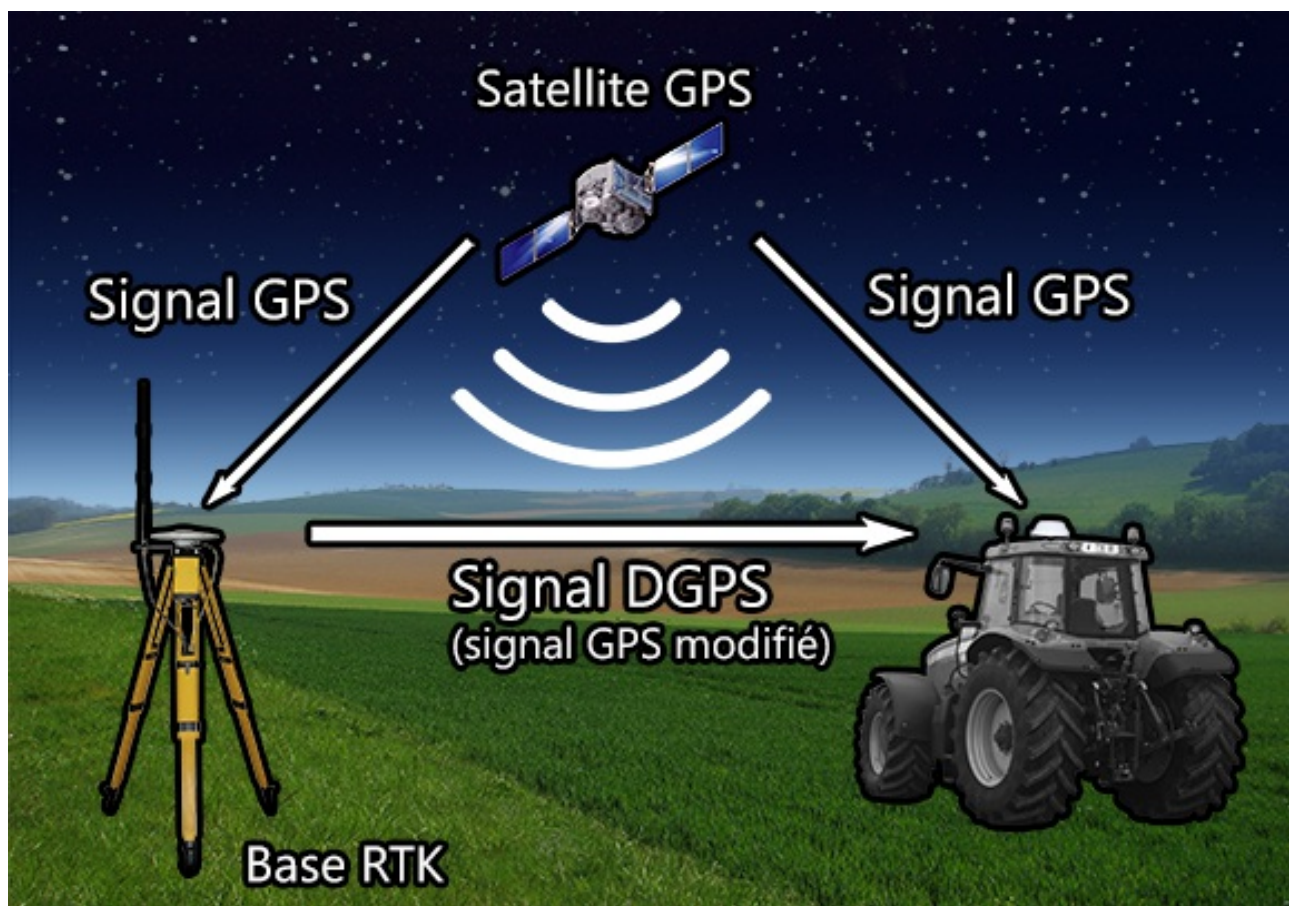 Satellite GPS
Signal GPS
Signal GPS
Signal DGPS
(signal GPS modifié)
Base RTK